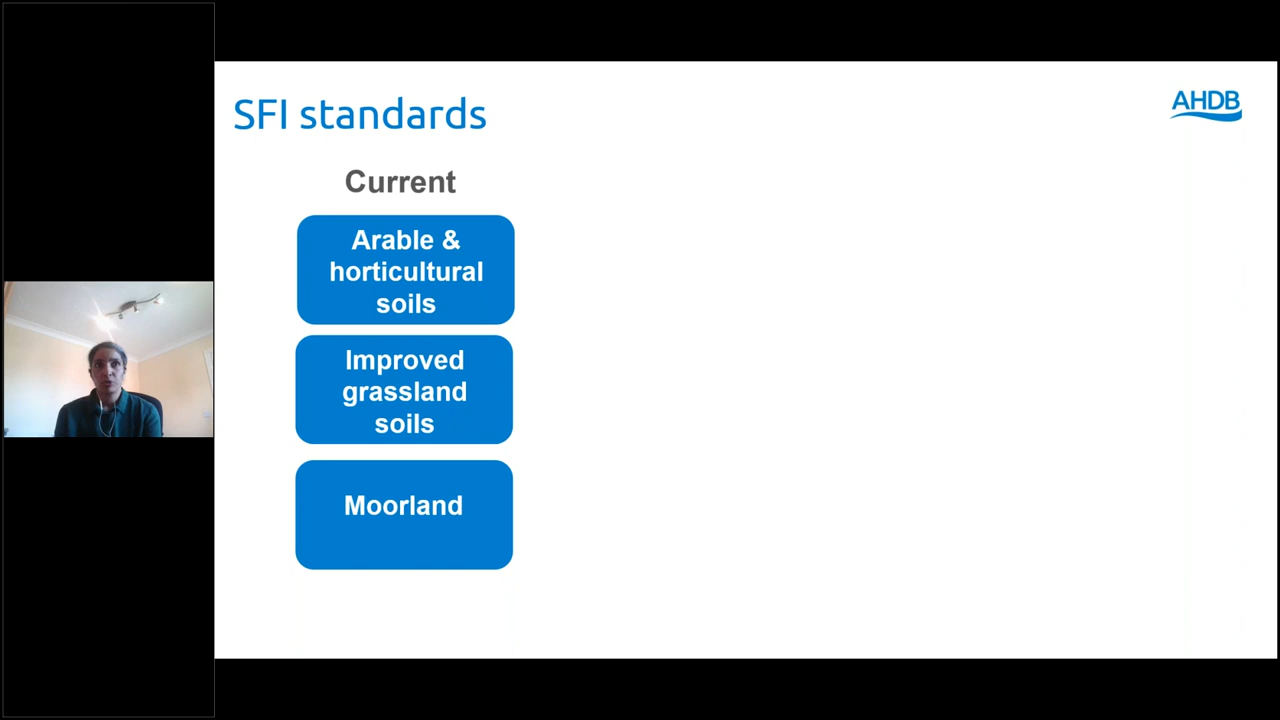 SFI standards
AHDB
Current
Arable &
horticultural
soils
Improved
grassland
soils
Moorland